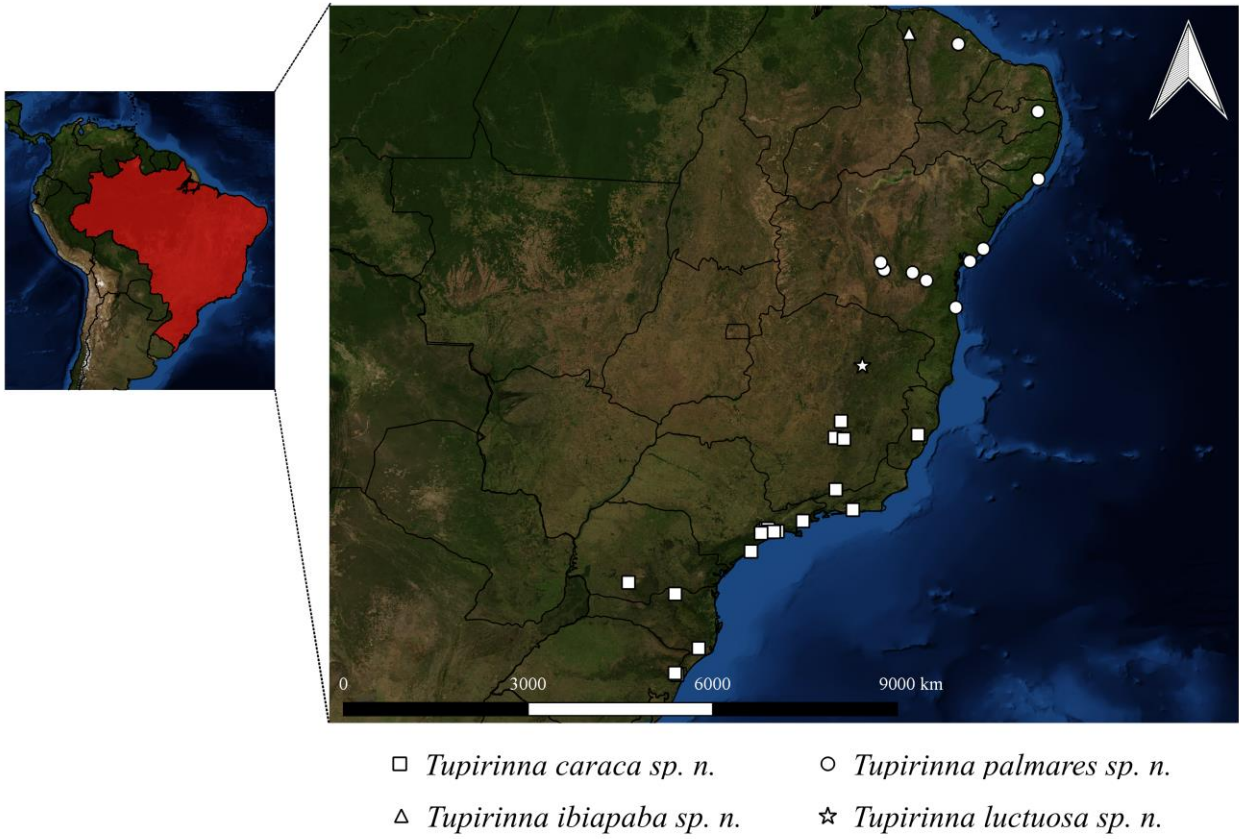 0 3000 6000 9000 km
Tupirinna caraca sp. n. Tupirinna palmares sp. n.
Tupirinna ibiapaba sp. n. Tupirinna luctuosa sp. n.